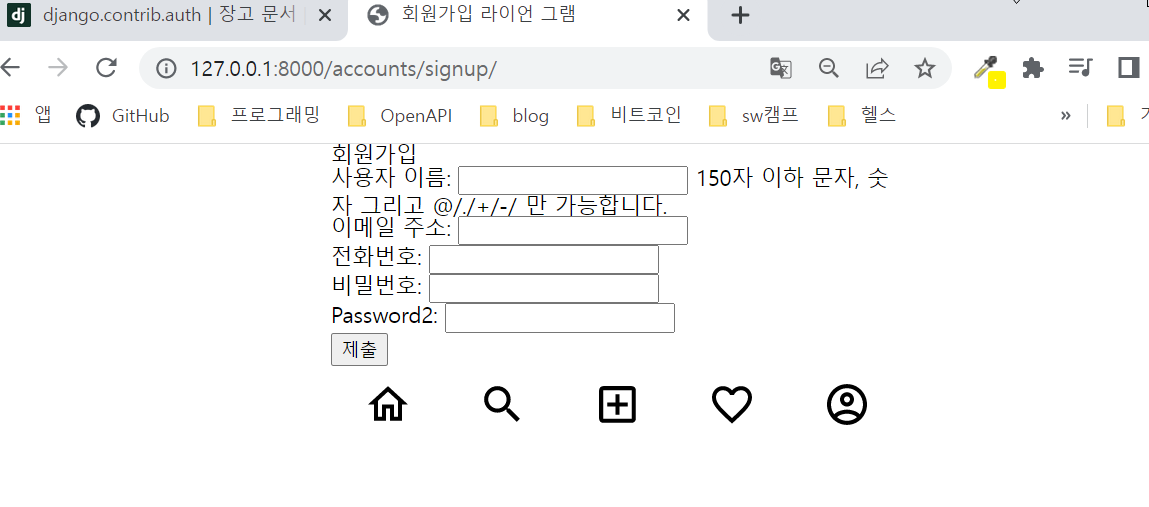 dj django.contrib.auth | 장고 문서
회원가입 라이언 그램
127.0.0.1:8000/accounts/signup/
앱 GitHub 프로그래밍 OpenAPI blog 비트코인 sw캠프 헬스 »
회원가입
사용자 이름: 150자 이하 문자, 숫
자 그리고 @/./+/-/ 만 가능합니다.
이메일 주소:
전화번호:
비밀번호:
Password2:
제출